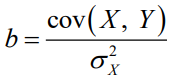 b = cov(X, Y) / σ_X^2